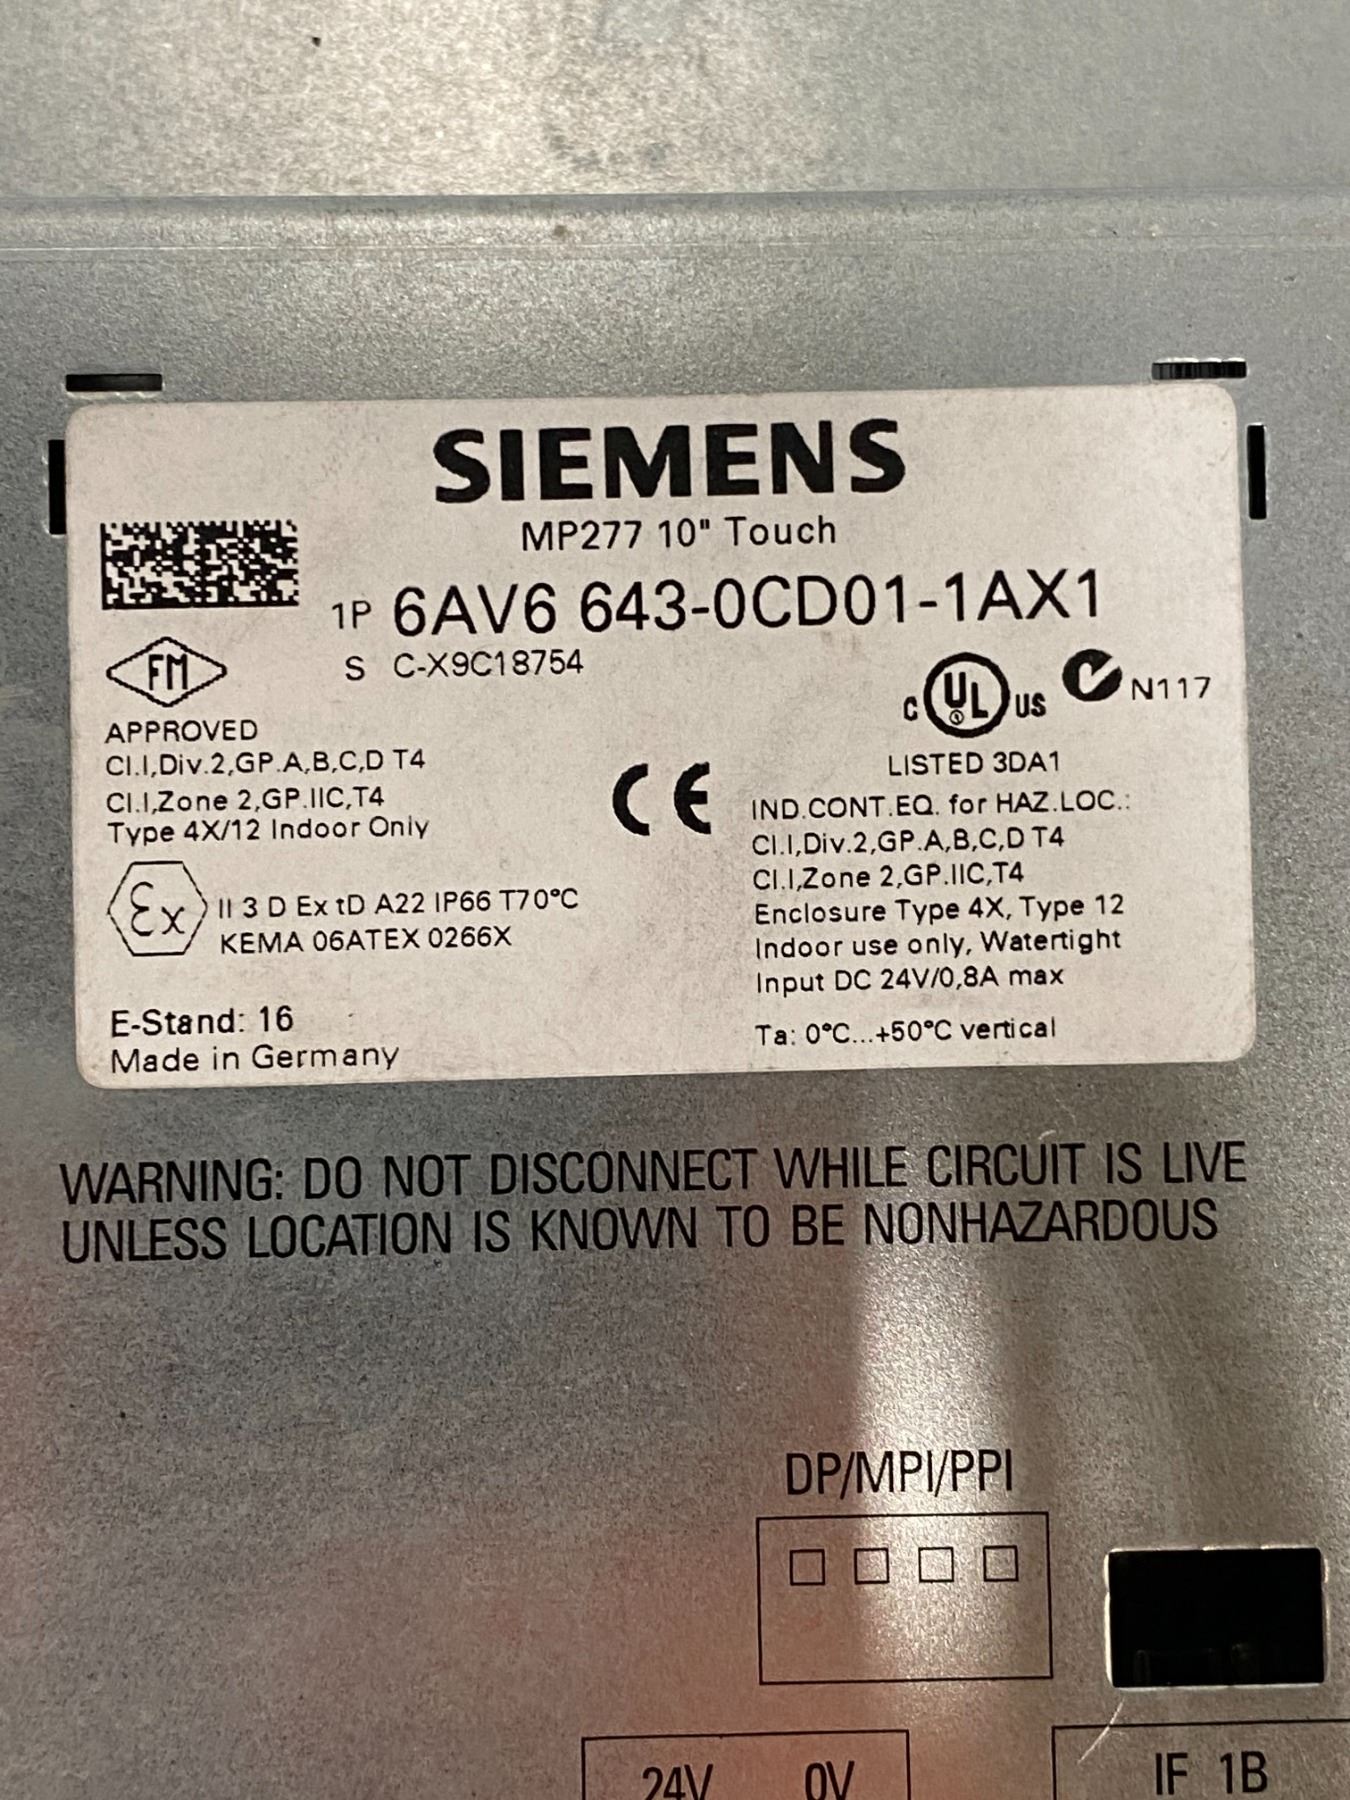 SIEMENS
MP277 10" Touch
1P 6AV6 643-0CD01-1AX1
S C-X9C18754
FM
APPROVED
Cl.I,Div.2,GP.A,B,C,D T4
Cl.I,Zone 2,GP.IIC,T4
Type 4X/12 Indoor Only
CE
C UL US
N117
LISTED 3DA1
IND.CONT.EQ. for HAZ.LOC.:
Cl.I,Div.2,GP.A,B,C,D T4
Cl.I,Zone 2,GP.IIC,T4
Enclosure Type 4X, Type 12
Indoor use only, Watertight
Input DC 24V/0,8A max
Ta: 0°C...+50°C vertical
Ex II 3 D Ex tD A22 IP66 T70°C
KEMA 06ATEX 0266X
E-Stand: 16
Made in Germany
WARNING: DO NOT DISCONNECT WHILE CIRCUIT IS LIVE
UNLESS LOCATION IS KNOWN TO BE NONHAZARDOUS
DP/MPI/PPI
24V 0V
IF 1B